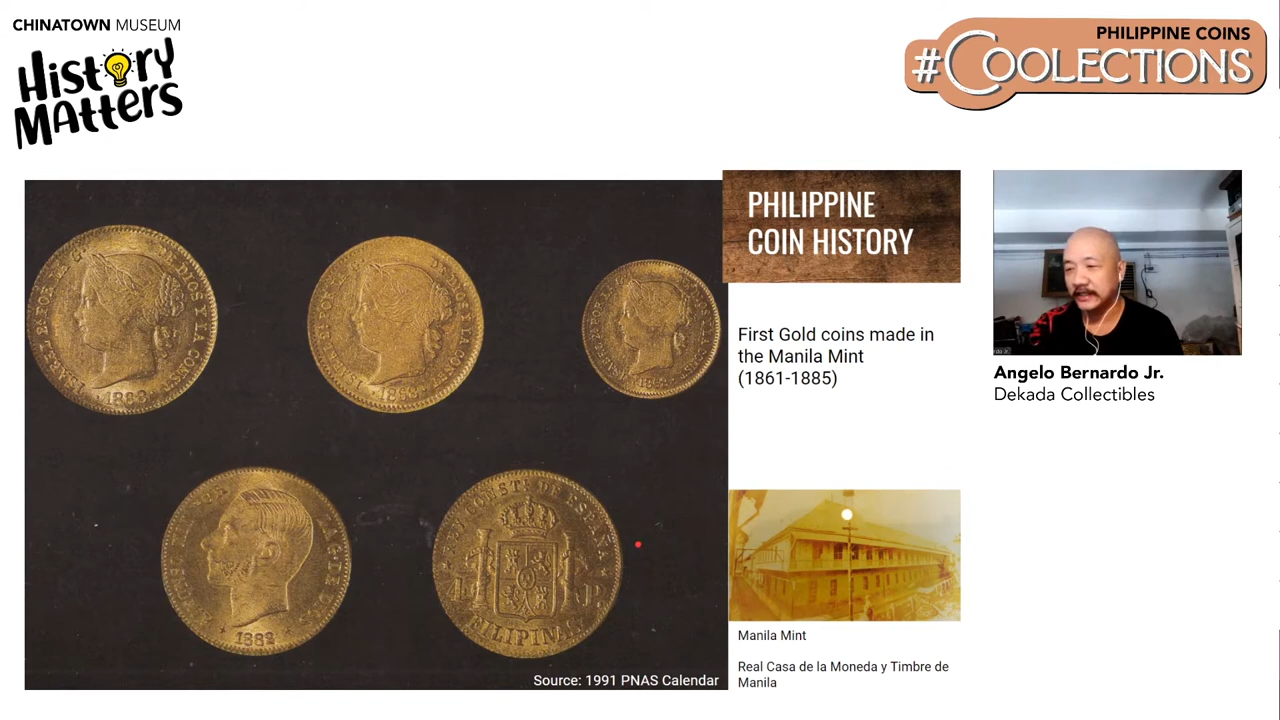 CHINATOWN MUSEUM
HistOry
MAtters
PHILIPPINE COINS
#COOLECTIONS
PHILIPPINE
COIN HISTORY
First Gold coins made in
the Manila Mint
(1861-1885)
Angelo Bernardo Jr.
Dekada Collectibles
1868
1882
FILIPINAS
Source: 1991 PNAS Calendar
Manila Mint
Real Casa de la Moneda y Timbre de
Manila